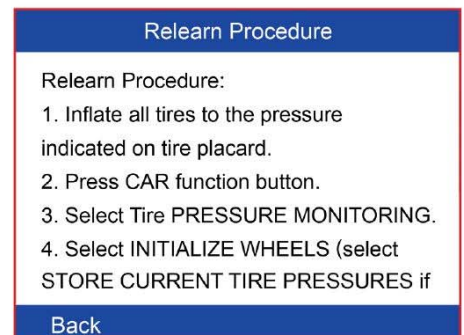 Relearn Procedure
Relearn Procedure:
1. Inflate all tires to the pressure
indicated on tire placard.
2. Press CAR function button.
3. Select Tire PRESSURE MONITORING.
4. Select INITIALIZE WHEELS (select
STORE CURRENT TIRE PRESSURES if
Back